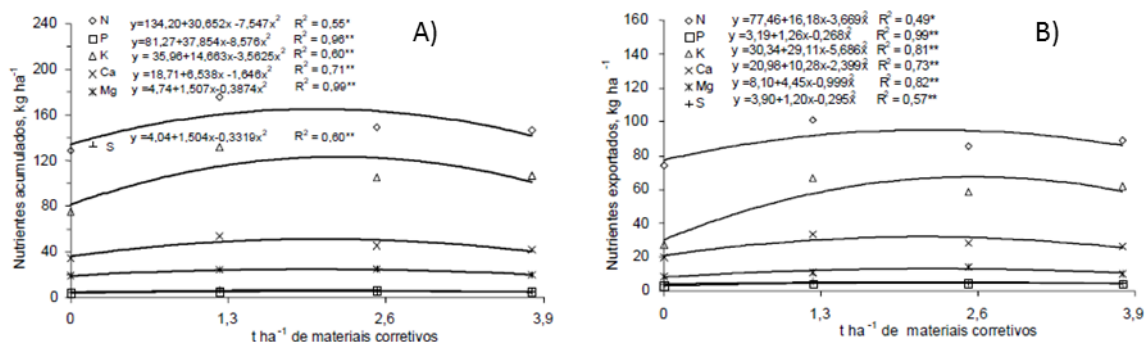 A)
Nutrientes acumulados, kg ha⁻¹
240
200
160
120
80
40
0
N y=134,20+30,652x -7,547x² R² = 0,55*
P y=81,27+37,854x -8,576x² R² = 0,96**
K y = 35,96+14,663x-3,5625x² R² = 0,60**
Ca y =18,71+6,538x -1,646x² R² = 0,71**
Mg y=4,74+1,507x-0,3874x² R² = 0,99**
S y =4,04+1,504x-0,3319x² R² = 0,60**
0 1,3 2,6 3,9
t ha⁻¹ de materiais corretivos
B)
Nutrientes exportados, kg ha⁻¹
160
140
120
100
80
60
40
20
0
N y =77,46+16,18x-3,669x² R² = 0,49*
P y =3,19+1,26x-0,268x² R² = 0,99**
K y =30,34+29,11x-5,686x² R² = 0,81**
Ca y =20,98+10,28x-2,399x² R² = 0,73**
Mg y =8,10+4,45x-0,999x² R² = 0,82**
S y =3,90+1,20x-0,295x² R² = 0,57**
0 1,3 2,6 3,9
t ha⁻¹ de materiais corretivos